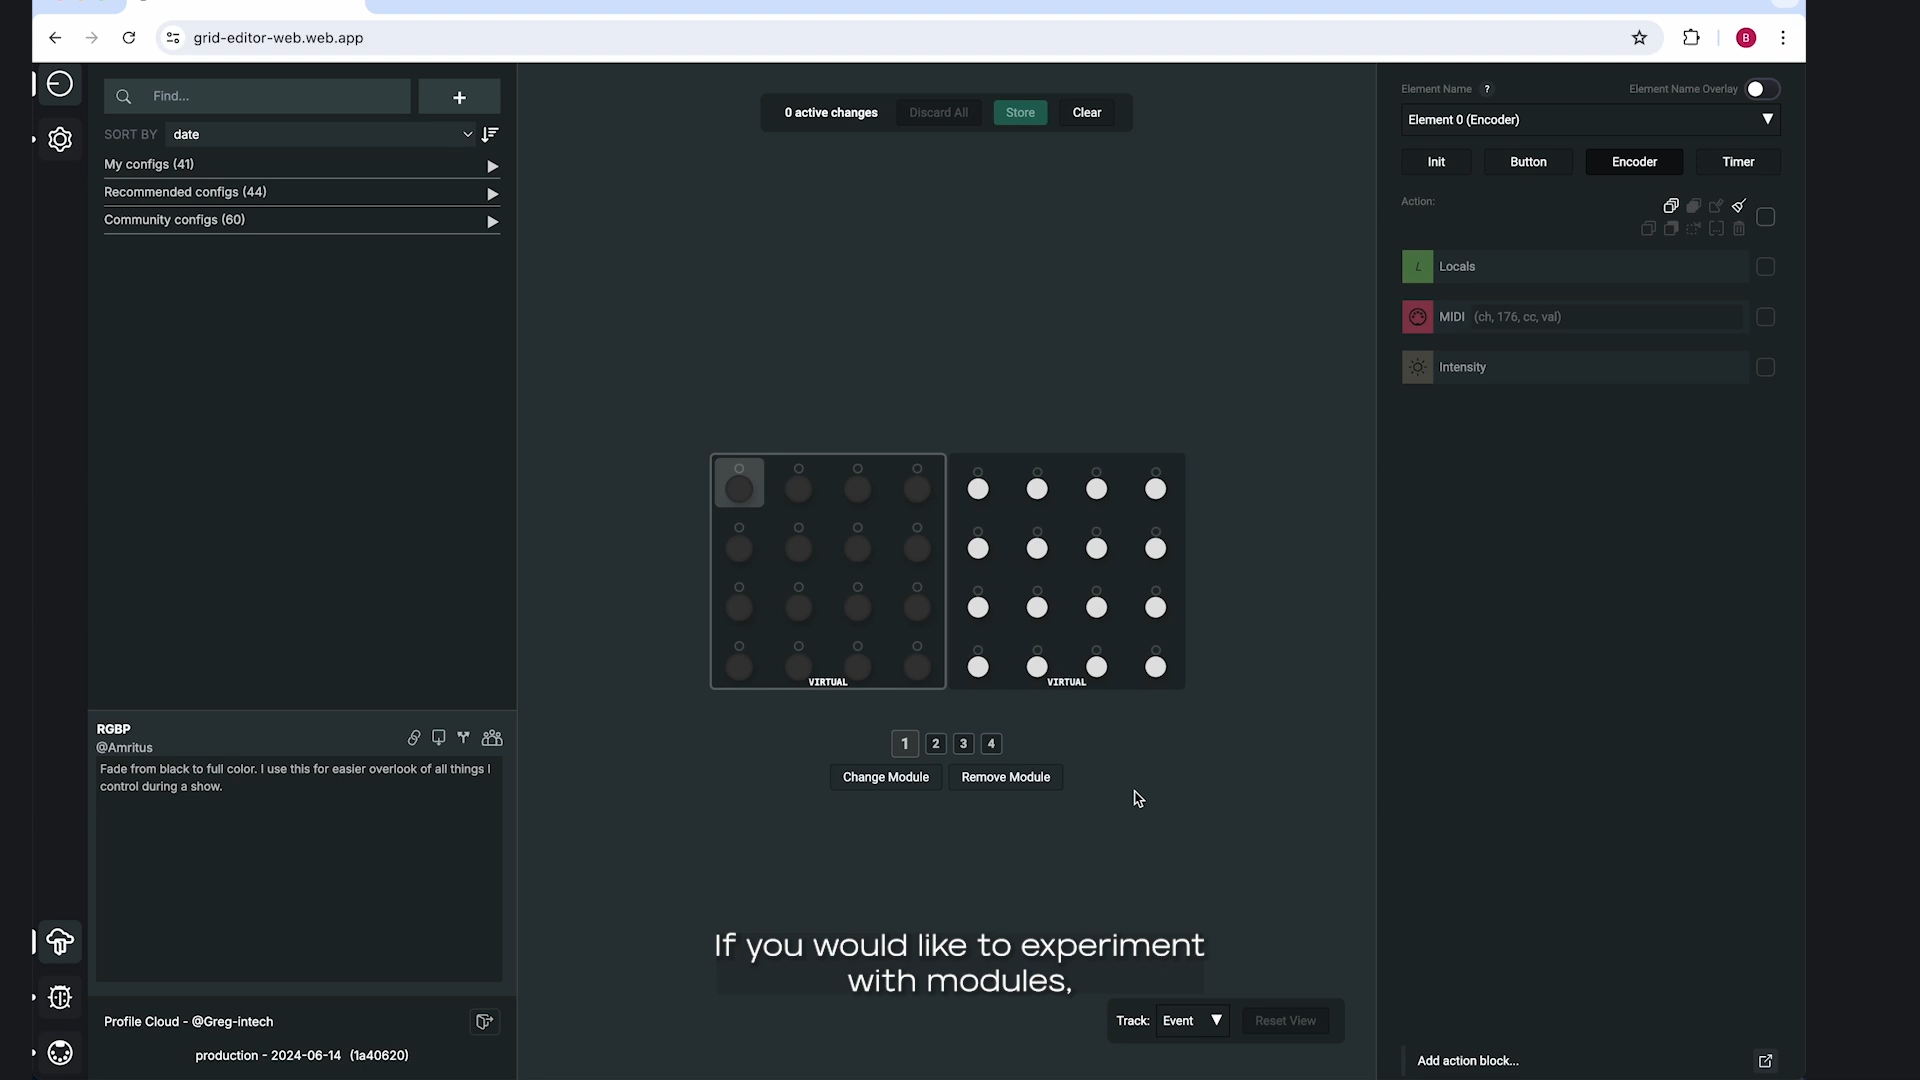 grid-editor-web.web.app
B
Find...
+
SORT BY date
My configs (41)
Recommended configs (44)
Community configs (60)
0 active changes
Discard All
Store
Clear
Element Name ?
Element Name Overlay
Element 0 (Encoder)
Init
Button
Encoder
Timer
Action:
L Locals
MIDI (ch, 176, cc, val)
Intensity
VIRTUAL
VIRTUAL
1 2 3 4
Change Module
Remove Module
RGBP
@Amritus
Fade from black to full color. I use this for easier overlook of all things I
control during a show.
If you would like to experiment
with modules,
Profile Cloud - @Greg-intech
production - 2024-06-14 (1a40620)
Track: Event
Reset View
Add action block...